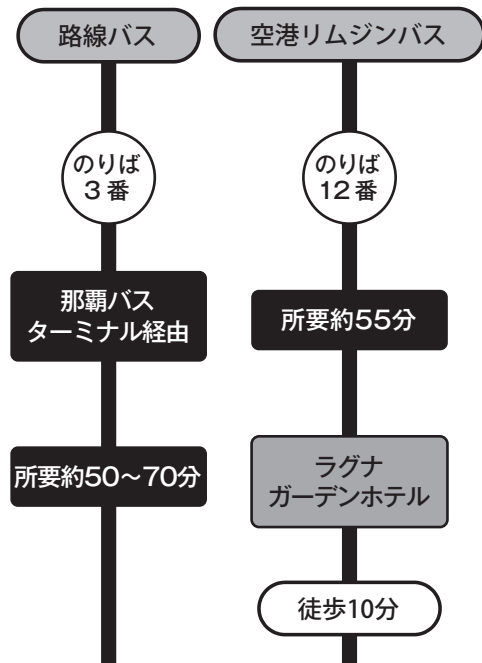 路線バス
のりば
3番
那覇バス
ターミナル経由
所要約50〜70分
空港リムジンバス
のりば
12番
所要約55分
ラグナ
ガーデンホテル
徒歩10分